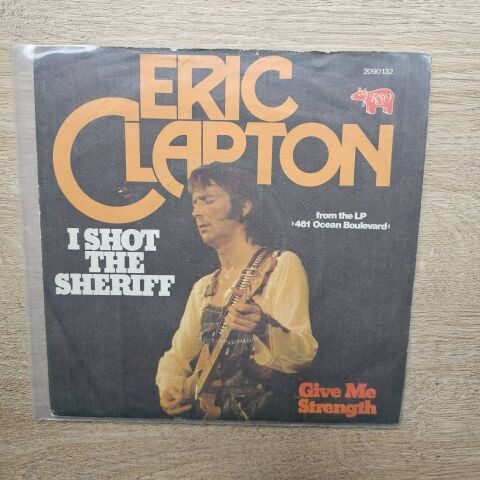 2090132
ERIC
CLAPTON
RSO
from the LP
›461 Ocean Boulevard‹
I SHOT
THE
SHERIFF
Give Me
Strength